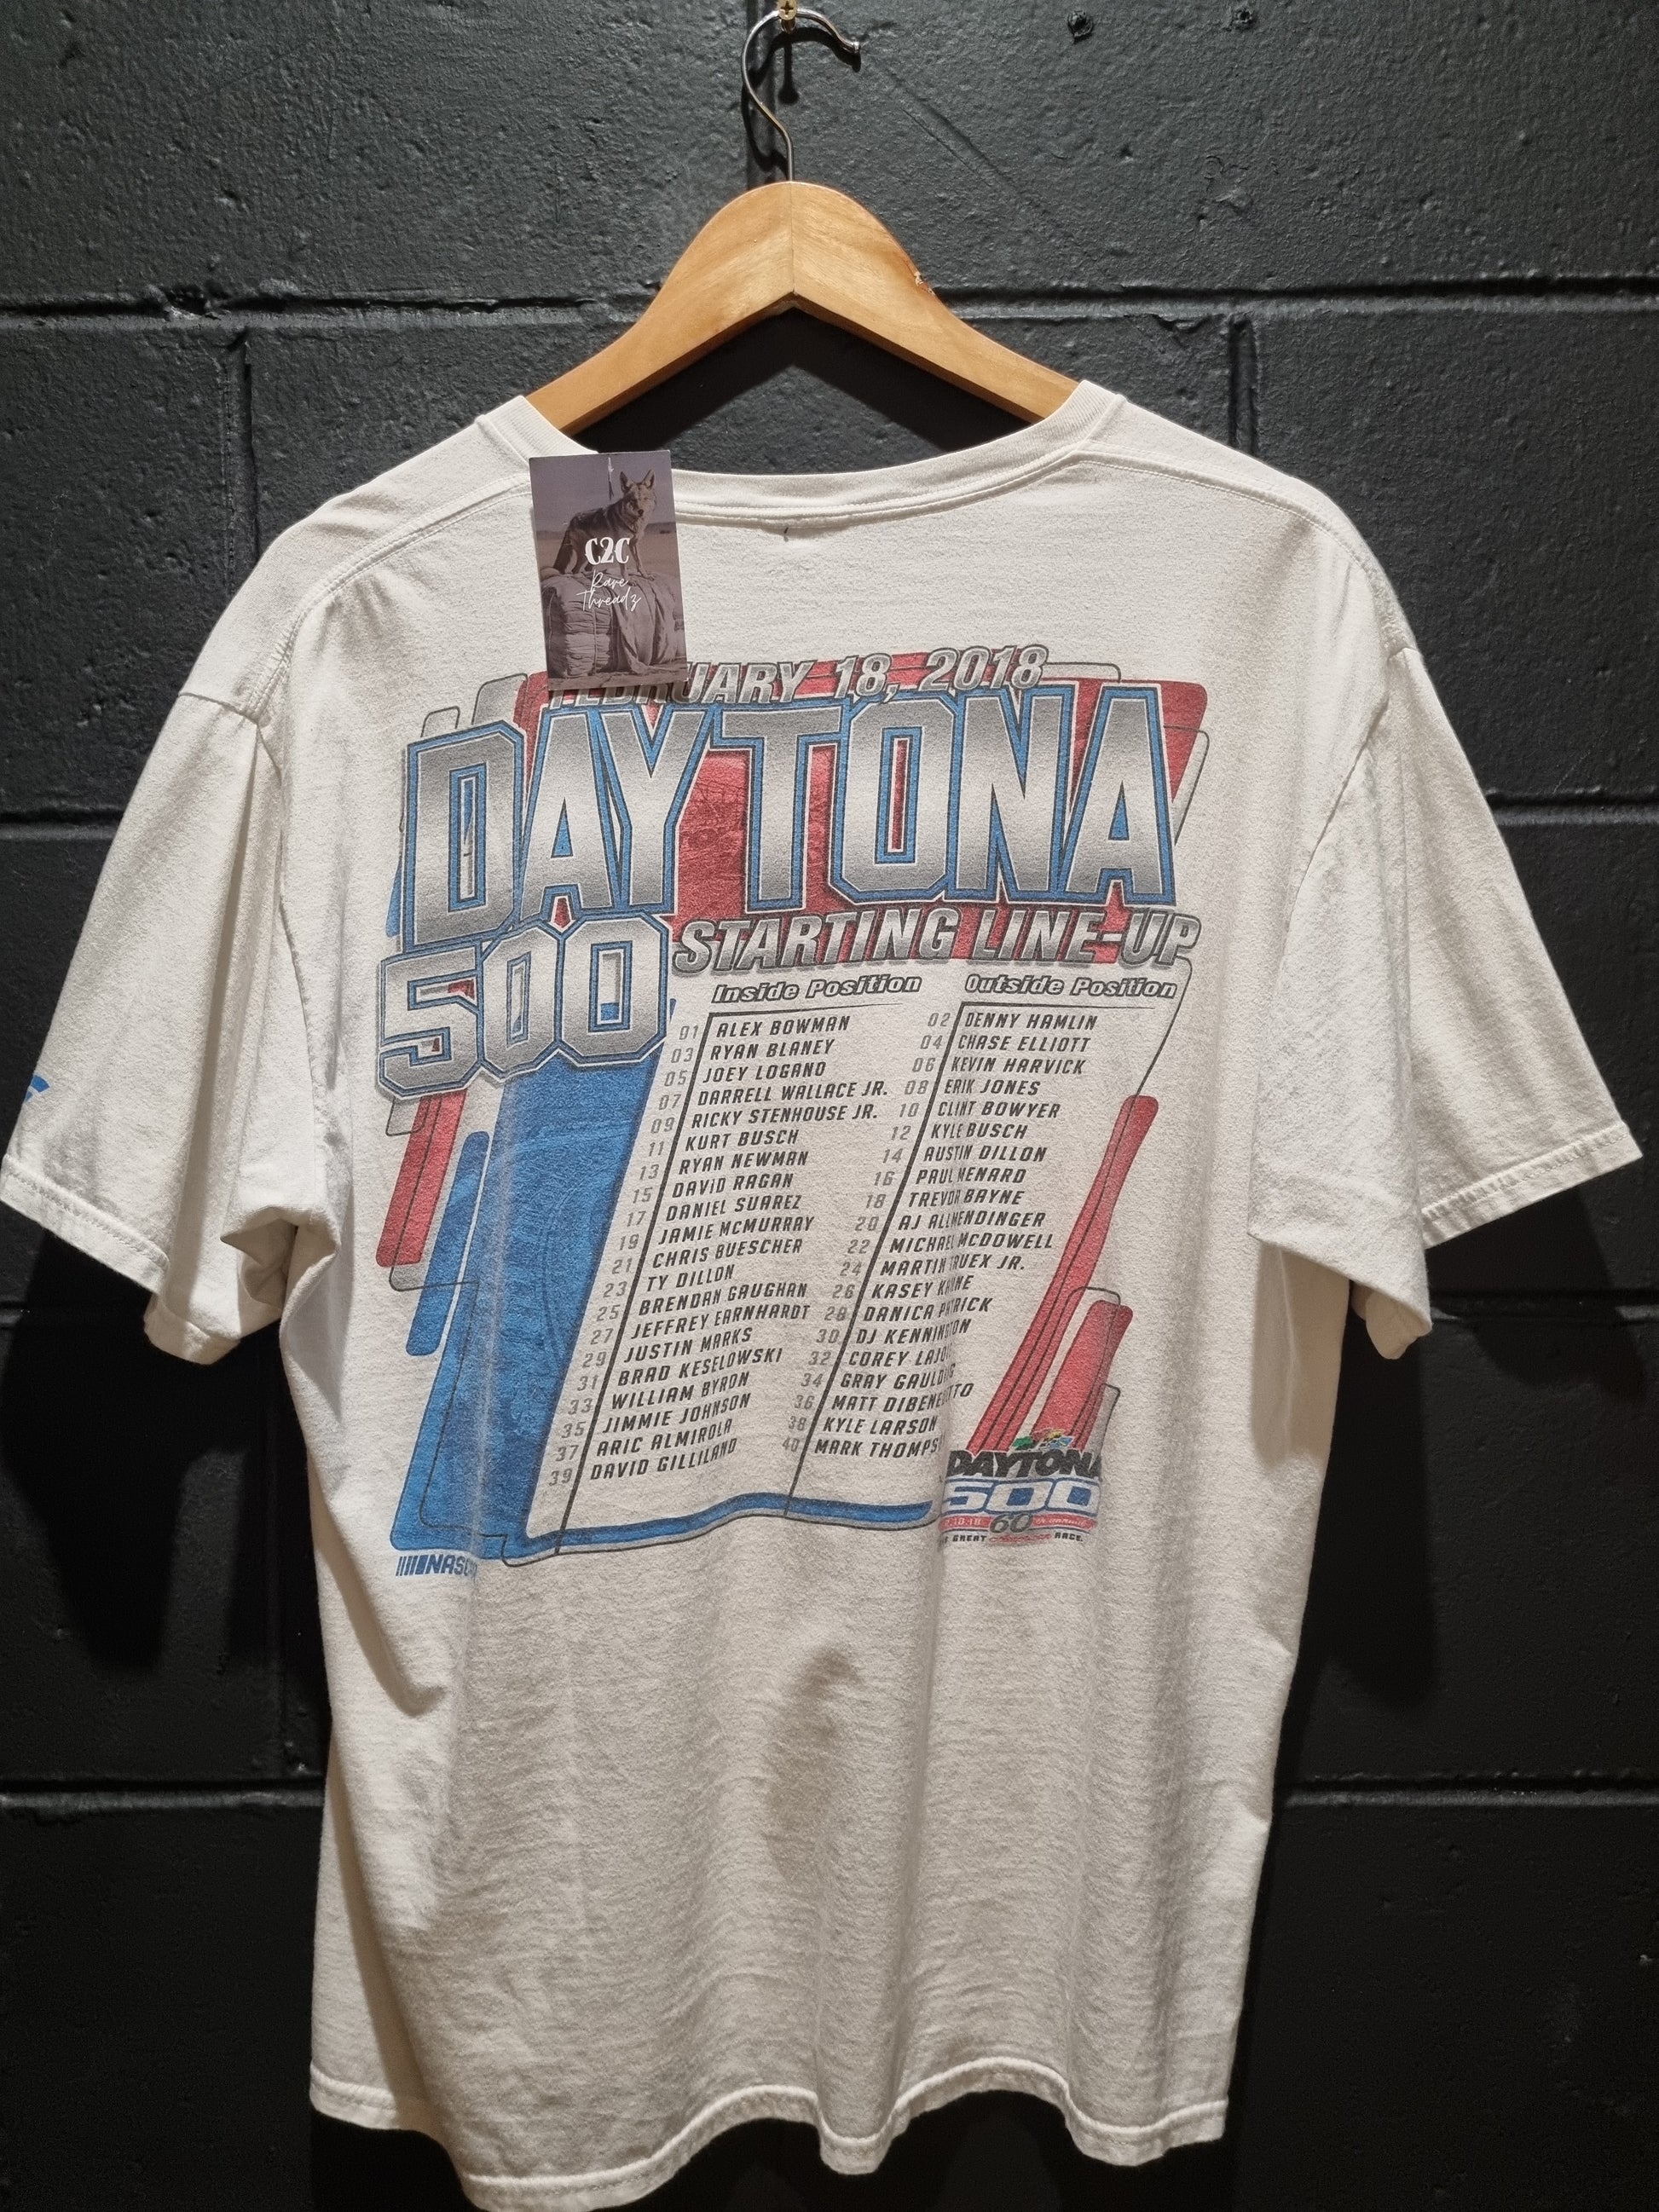 C2C
Rare
Threadz
FEBRUARY 18, 2018
DAYTONA
500
STARTING LINE-UP
Inside Position
Outside Position
01 ALEX BOWMAN 02 DENNY HAMLIN
03 RYAN BLANEY 04 CHASE ELLIOTT
05 JOEY LOGANO 06 KEVIN HARVICK
07 DARRELL WALLACE JR. 08 ERIK JONES
09 RICKY STENHOUSE JR. 10 CLINT BOWYER
11 KURT BUSCH 12 KYLE BUSCH
13 RYAN NEWMAN 14 AUSTIN DILLON
15 DAVID RAGAN 16 PAUL MENARD
17 DANIEL SUAREZ 18 TREVOR BAYNE
19 JAMIE McMURRAY 20 AJ ALLMENDINGER
21 CHRIS BUESCHER 22 MICHAEL McDOWELL
23 TY DILLON 24 MARTIN TRUEX JR.
25 BRENDAN GAUGHAN 26 KASEY KAHNE
27 JEFFREY EARNHARDT 28 DANICA PATRICK
29 JUSTIN MARKS 30 DJ KENNINGTON
31 BRAD KESELOWSKI 32 COREY LAJOI
33 WILLIAM BYRON 34 GRAY GAULDING
35 JIMMIE JOHNSON 36 MATT DIBENEDETTO
37 ARIC ALMIROLA 38 KYLE LARSON
39 DAVID GILLILAND 40 MARK THOMPS
DAYTONA
500
60
GREAT American RACE.
NASC